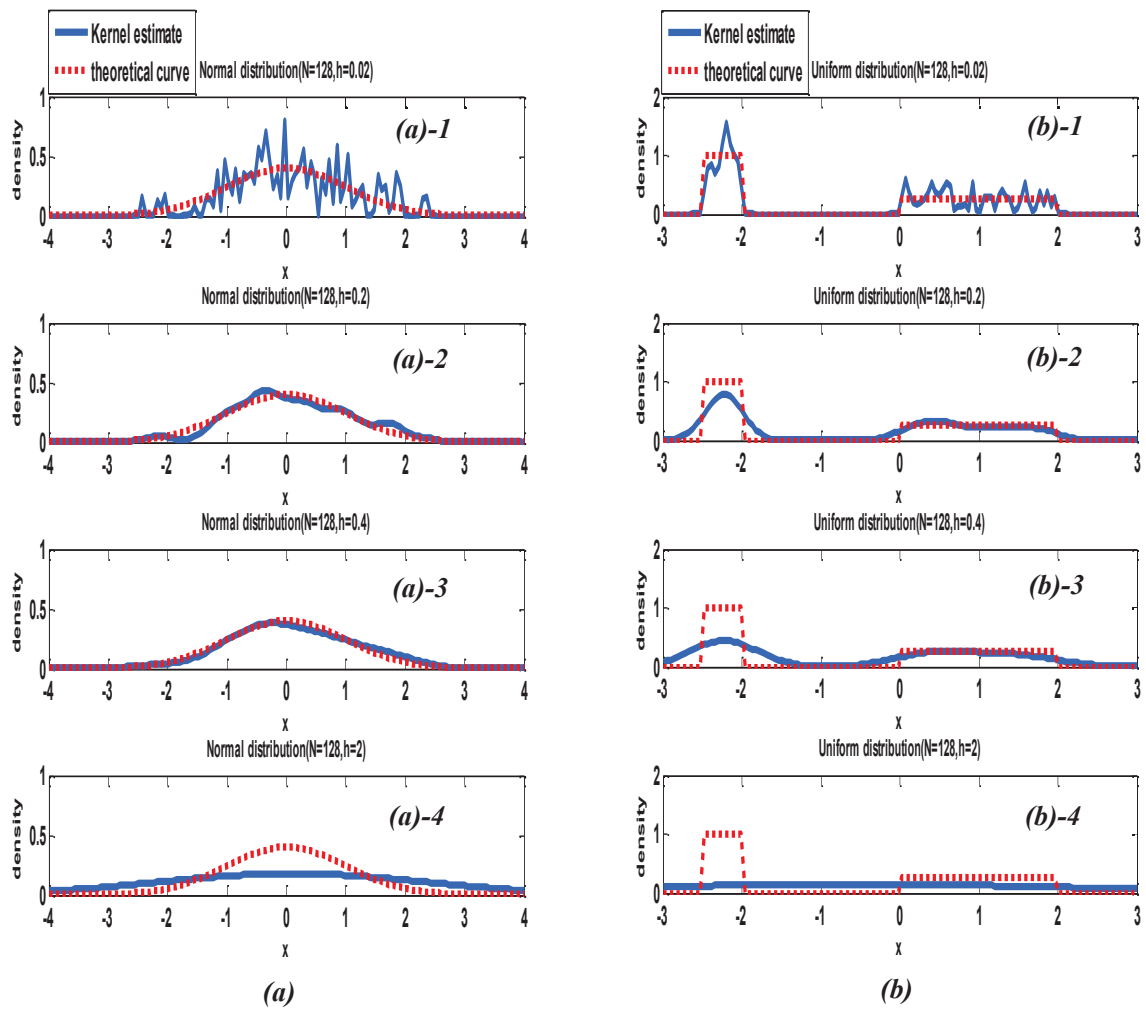 Kernel estimate
theoretical curve
Normal distribution(N=128,h=0.02)
1
0.5
0
density
(a)-1
-4 -3 -2 -1 0 1 2 3 4
x
Normal distribution(N=128,h=0.2)
1
0.5
0
density
(a)-2
-4 -3 -2 -1 0 1 2 3 4
x
Normal distribution(N=128,h=0.4)
1
0.5
0
density
(a)-3
-4 -3 -2 -1 0 1 2 3 4
x
Normal distribution(N=128,h=2)
1
0.5
0
density
(a)-4
-4 -3 -2 -1 0 1 2 3 4
x
(a)
Kernel estimate
theoretical curve
Uniform distribution(N=128,h=0.02)
2
1
0
density
(b)-1
-3 -2 -1 0 1 2 3
x
Uniform distribution(N=128,h=0.2)
2
1
0
density
(b)-2
-3 -2 -1 0 1 2 3
x
Uniform distribution(N=128,h=0.4)
2
1
0
density
(b)-3
-3 -2 -1 0 1 2 3
x
Uniform distribution(N=128,h=2)
2
1
0
density
(b)-4
-3 -2 -1 0 1 2 3
x
(b)